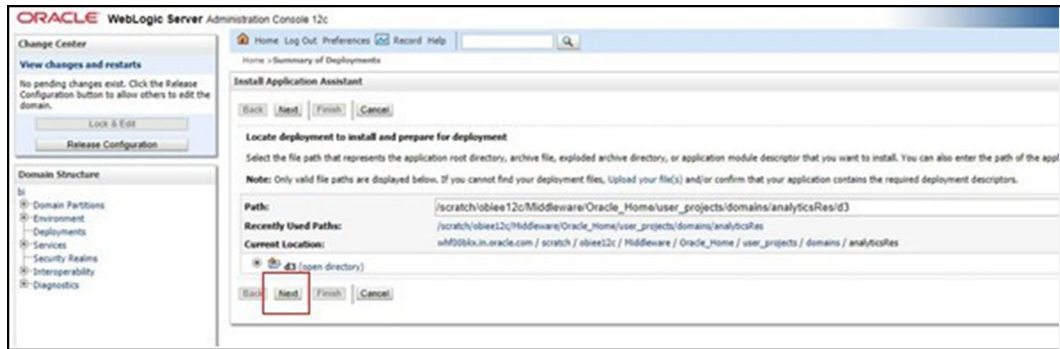 ORACLE WebLogic Server Administration Console 12c
Change Center
View changes and restarts
No pending changes exist. Click the Release
Configuration button to allow others to edit the
domain.
Lock & Edit
Release Configuration
Domain Structure
bi
Domain Partitions
Environment
Deployments
Services
Security Realms
Interoperability
Diagnostics
Home Log Out Preferences Record Help
Home >Summary of Deployments
Install Application Assistant
Back Next Finish Cancel
Locate deployment to install and prepare for deployment
Select the file path that represents the application root directory, archive file, exploded archive directory, or application module descriptor that you want to install. You can also enter the path of the appl
Note: Only valid file paths are displayed below. If you cannot find your deployment files, Upload your file(s) and/or confirm that your application contains the required deployment descriptors.
Path: /scratch/obiee12c/Middleware/Oracle_Home/user_projects/domains/analyticsRes/d3
Recently Used Paths: /scratch/obiee12c/Middleware/Oracle_Home/user_projects/domains/analyticsRes
Current Location: / scratch / obiee12c / Middleware / Oracle_Home / user_projects / domains / analyticsRes
d3 (open directory)
Back Next Finish Cancel